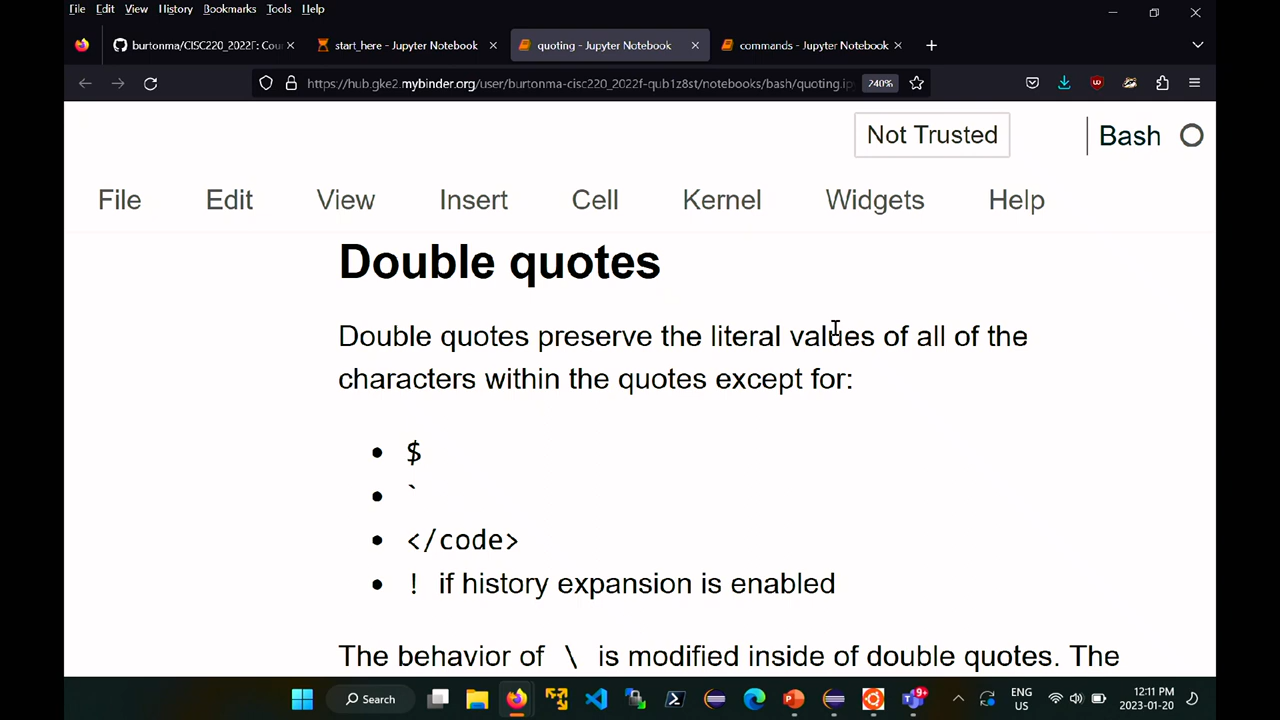 File Edit View History Bookmarks Tools Help
burtonma/CISC220_2022F: Cou
start_here - Jupyter Notebook
quoting - Jupyter Notebook
commands - Jupyter Notebook
https://hub.gke2.mybinder.org/user/burtonma-cisc220_2022f-qub1z8st/notebooks/bash/quoting.ip
240%
Not Trusted
Bash
File Edit View Insert Cell Kernel Widgets Help
Double quotes
Double quotes preserve the literal values of all of the
characters within the quotes except for:
• $
• `
• </code>
• ! if history expansion is enabled
The behavior of \ is modified inside of double quotes. The
Search
9+
ENG
US
12:11 PM
2023-01-20